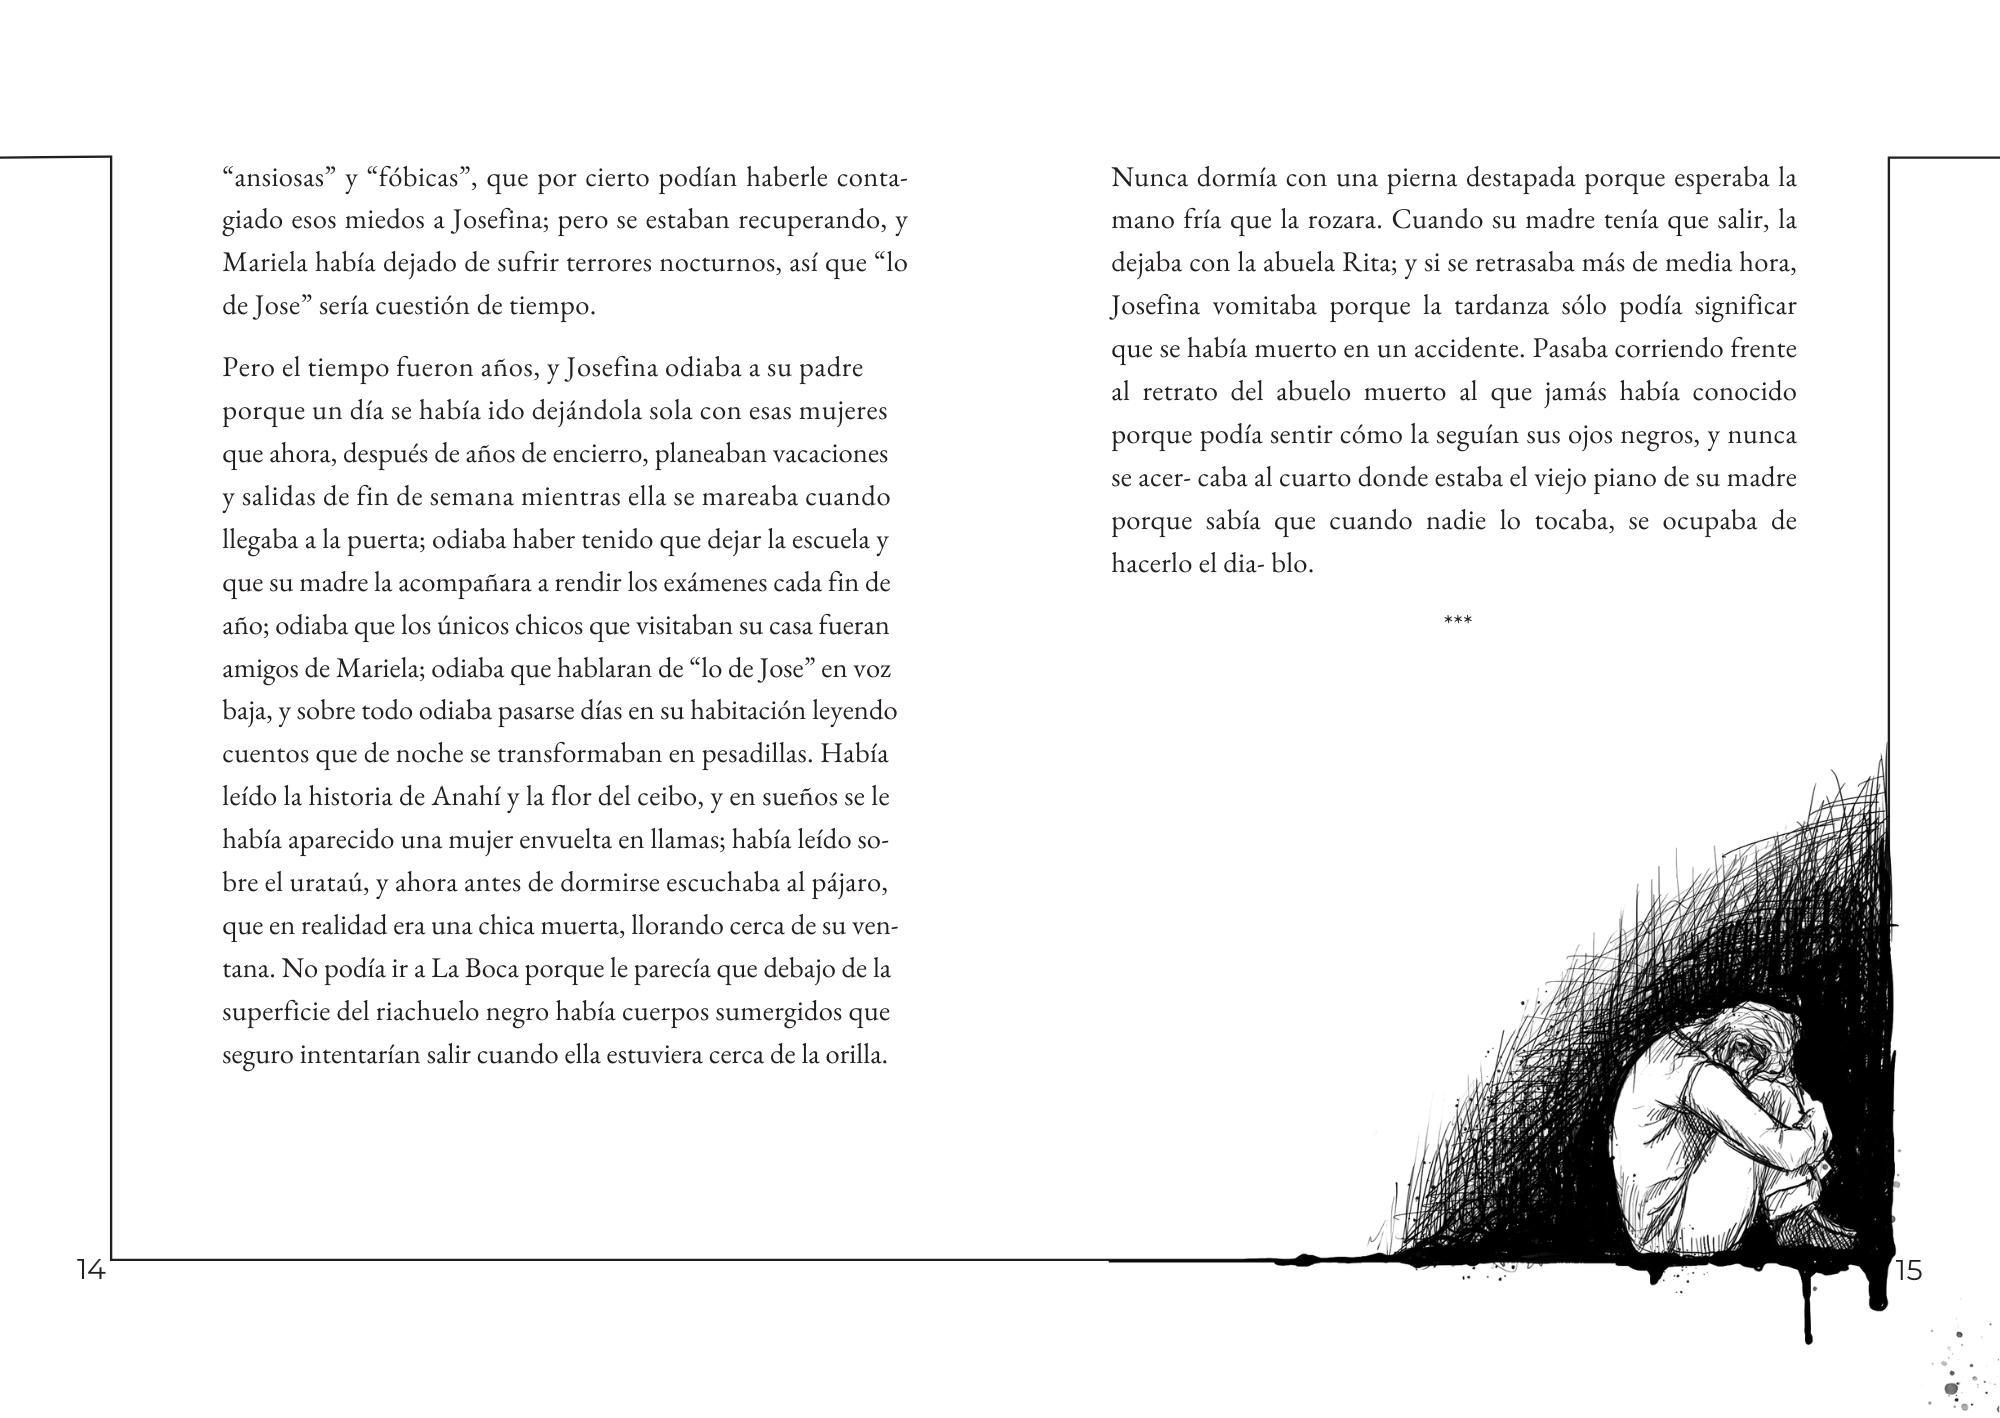 “ansiosas” y “fóbicas”, que por cierto podían haberle conta-
giado esos miedos a Josefina; pero se estaban recuperando, y
Mariela había dejado de sufrir terrores nocturnos, así que “lo
de Jose” sería cuestión de tiempo.
Pero el tiempo fueron años, y Josefina odiaba a su padre
porque un día se había ido dejándola sola con esas mujeres
que ahora, después de años de encierro, planeaban vacaciones
y salidas de fin de semana mientras ella se mareaba cuando
llegaba a la puerta; odiaba haber tenido que dejar la escuela y
que su madre la acompañara a rendir los exámenes cada fin de
año; odiaba que los únicos chicos que visitaban su casa fueran
amigos de Mariela; odiaba que hablaran de “lo de Jose” en voz
baja, y sobre todo odiaba pasarse días en su habitación leyendo
cuentos que de noche se transformaban en pesadillas. Había
leído la historia de Anahí y la flor del ceibo, y en sueños se le
había aparecido una mujer envuelta en llamas; había leído so-
bre el urataú, y ahora antes de dormirse escuchaba al pájaro,
que en realidad era una chica muerta, llorando cerca de su ven-
tana. No podía ir a La Boca porque le parecía que debajo de la
superficie del riachuelo negro había cuerpos sumergidos que
seguro intentarían salir cuando ella estuviera cerca de la orilla.
14
Nunca dormía con una pierna destapada porque esperaba la
mano fría que la rozara. Cuando su madre tenía que salir, la
dejaba con la abuela Rita; y si se retrasaba más de media hora,
Josefina vomitaba porque la tardanza sólo podía significar
que se había muerto en un accidente. Pasaba corriendo frente
al retrato del abuelo muerto al que jamás había conocido
porque podía sentir cómo la seguían sus ojos negros, y nunca
se acer- caba al cuarto donde estaba el viejo piano de su madre
porque sabía que cuando nadie lo tocaba, se ocupaba de
hacerlo el dia- blo.
***
15